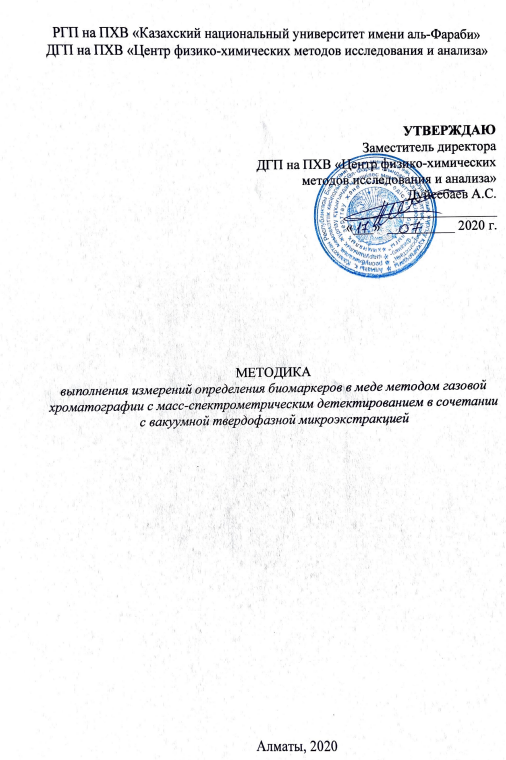 РГП на ПХВ «Казахский национальный университет имени аль-Фараби»
ДГП на ПХВ «Центр физико-химических методов исследования и анализа»
УТВЕРЖДАЮ
Заместитель директора
ДГП на ПХВ «Центр физико-химических
методов исследования и анализа»
Дуйсебаев А.С.
« 17 » 07 2020 г.
МЕТОДИКА
выполнения измерений определения биомаркеров в меде методом газовой
хроматографии с масс-спектрометрическим детектированием в сочетании
с вакуумной твердофазной микроэкстракцией
Алматы, 2020